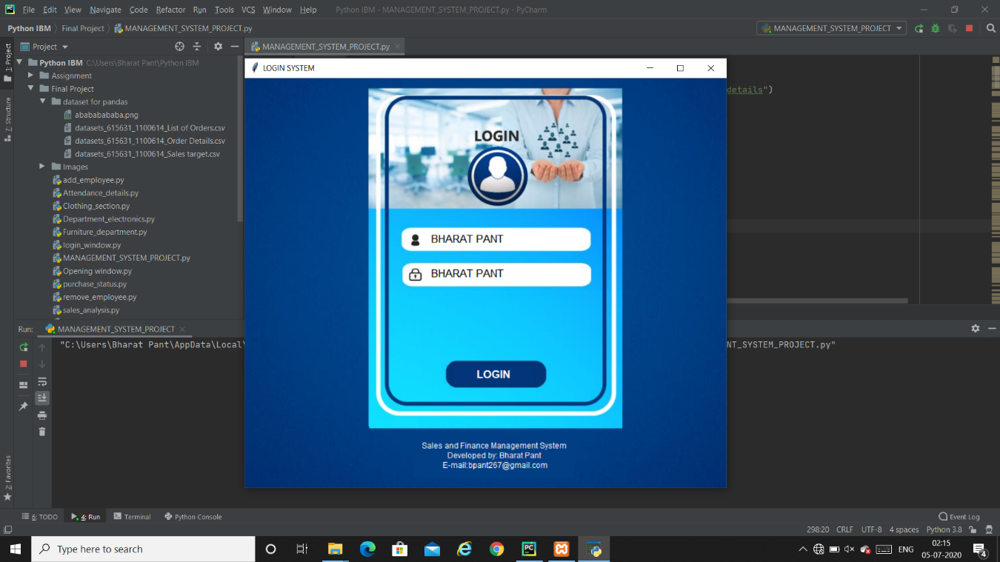 File Edit View Navigate Code Refactor Run Tools VCS Window Help Python IBM - MANAGEMENT_SYSTEM_PROJECT.py - PyCharm
Python IBM Final Project MANAGEMENT_SYSTEM_PROJECT.py MANAGEMENT_SYSTEM_PROJECT
1: Project
Project
MANAGEMENT_SYSTEM_PROJECT.py
Python IBM C:\Users\Bharat Pant\Python IBM
Assignment
Final Project
dataset for pandas
abababababa.png
datasets_615631_1100614_List of Orders.csv
datasets_615631_1100614_Order Details.csv
datasets_615631_1100614_Sales target.csv
Images
add_employee.py
Attendance_details.py
Clothing_section.py
Department_electronics.py
Furniture_department.py
login_window.py
MANAGEMENT_SYSTEM_PROJECT.py
Opening window.py
purchase_status.py
remove_employee.py
sales_analysis.py
Z: Structure
details")
LOGIN SYSTEM
LOGIN
BHARAT PANT
BHARAT PANT
LOGIN
Sales and Finance Management System
Developed by: Bharat Pant
E-mail:bpant267@gmail.com
Run: MANAGEMENT_SYSTEM_PROJECT
"C:\Users\Bharat Pant\AppData\Local\
NT_SYSTEM_PROJECT.py"
2: Favorites
6: TODO 4: Run Terminal Python Console Event Log
298:20 CRLF UTF-8 4 spaces Python 3.8
Type here to search
ENG
02:15
05-07-2020
4